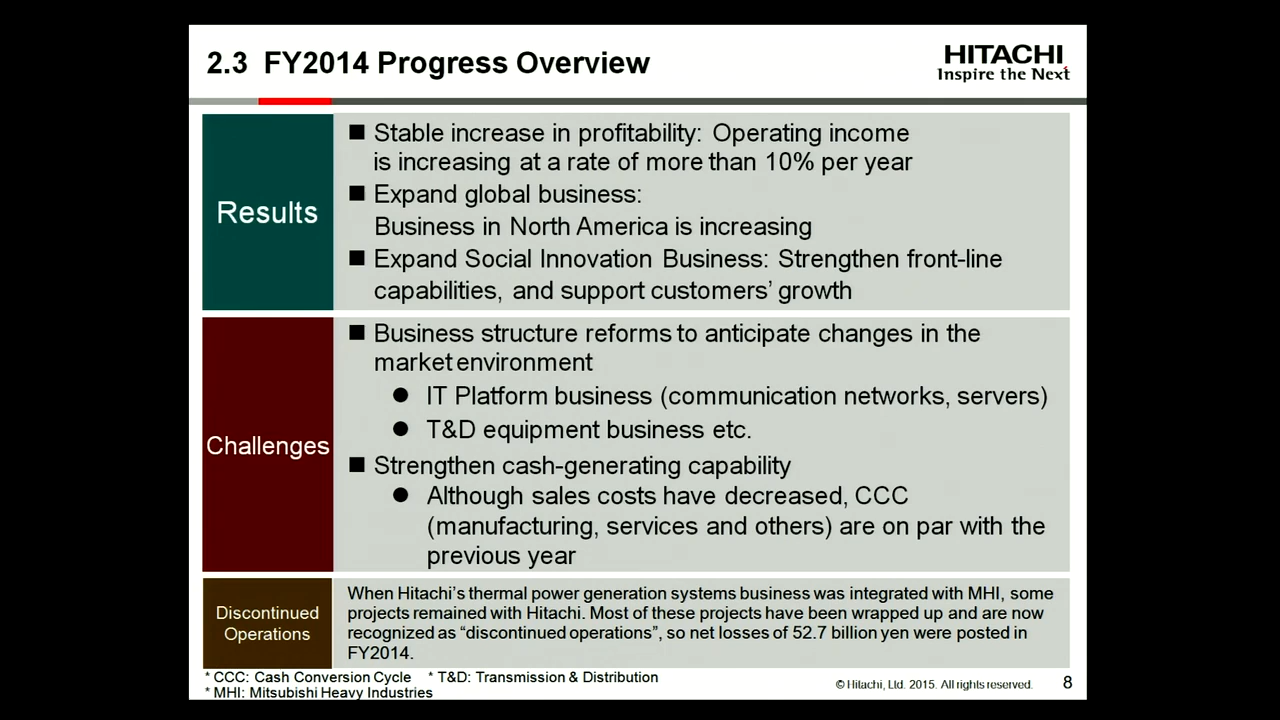 2.3 FY2014 Progress Overview
HITACHI
Inspire the Next
Results
■ Stable increase in profitability: Operating income
is increasing at a rate of more than 10% per year
■ Expand global business:
Business in North America is increasing
■ Expand Social Innovation Business: Strengthen front-line
capabilities, and support customers’ growth
Challenges
■ Business structure reforms to anticipate changes in the
market environment
● IT Platform business (communication networks, servers)
● T&D equipment business etc.
■ Strengthen cash-generating capability
● Although sales costs have decreased, CCC
(manufacturing, services and others) are on par with the
previous year
Discontinued
Operations
When Hitachi’s thermal power generation systems business was integrated with MHI, some
projects remained with Hitachi. Most of these projects have been wrapped up and are now
recognized as “discontinued operations”, so net losses of 52.7 billion yen were posted in
FY2014.
* CCC: Cash Conversion Cycle * T&D: Transmission & Distribution
* MHI: Mitsubishi Heavy Industries
© Hitachi, Ltd. 2015. All rights reserved. 8